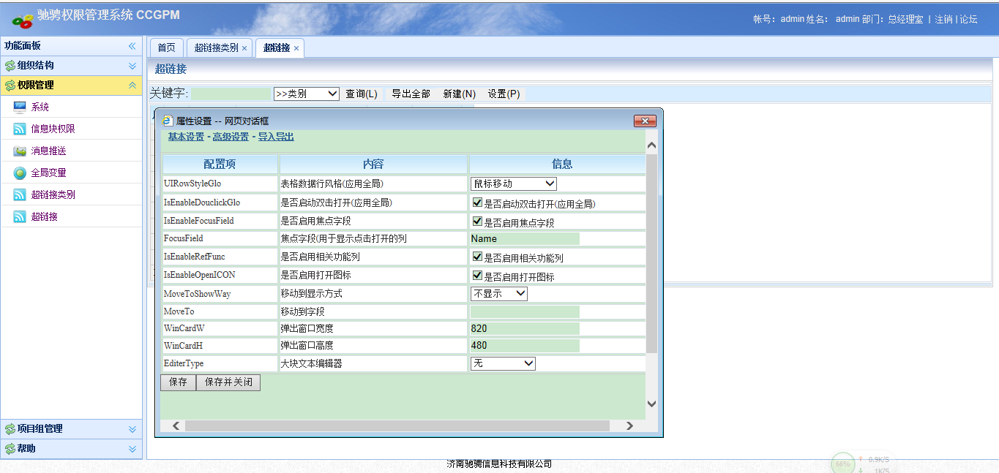 驰骋权限管理系统 CCGPM
帐号： admin 姓名： admin 部门：总经理室 | 注销 | 论坛
功能面板
组织结构
权限管理
系统
信息块权限
消息推送
全局变量
超链接类别
超链接
项目组管理
帮助
首页 超链接类别 × 超链接 ×
超链接
关键字: >>类别 查询(L) 导出全部 新建(N) 设置(P)
属性设置 -- 网页对话框
基本设置 - 高级设置 - 导入导出
配置项 内容 信息
UIRowStyleGlo 表格数据行风格(应用全局) 鼠标移动
IsEnableDouclickGlo 是否启动双击打开(应用全局) 是否启动双击打开(应用全局)
IsEnableFocusField 是否启用焦点字段 是否启用焦点字段
FocusField 焦点字段(用于显示点击打开的列 Name
IsEnableRefFunc 是否启用相关功能列 是否启用相关功能列
IsEnableOpenICON 是否启用打开图标 是否启用打开图标
MoveToShowWay 移动到显示方式 不显示
MoveTo 移动到字段
WinCardW 弹出窗口宽度 820
WinCardH 弹出窗口高度 480
EditerType 大块文本编辑器 无
保存 保存并关闭
济南驰骋信息科技有限公司
66% 0.9K/S
1K/S